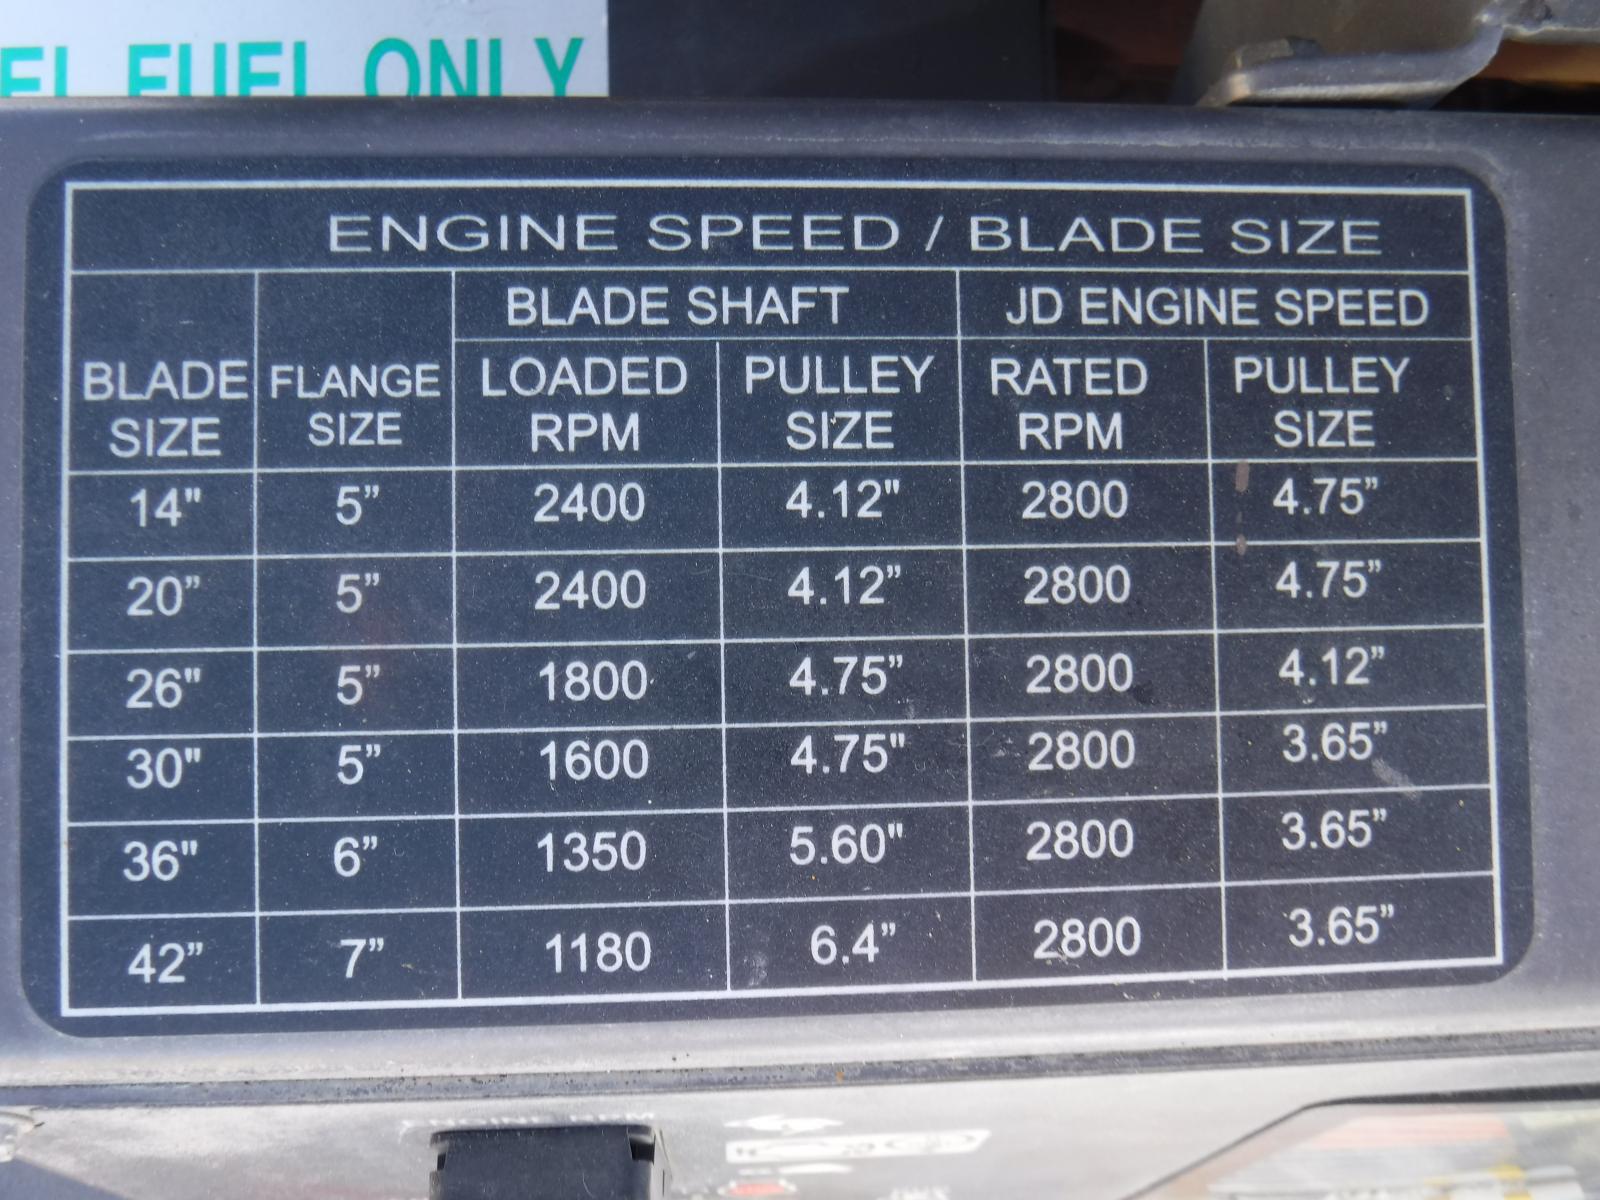 FUEL ONLY
ENGINE SPEED / BLADE SIZE
BLADE SHAFT JD ENGINE SPEED
BLADE SIZE FLANGE SIZE LOADED RPM PULLEY SIZE RATED RPM PULLEY SIZE
14" 5” 2400 4.12" 2800 4.75”
20” 5” 2400 4.12” 2800 4.75”
26" 5” 1800 4.75” 2800 4.12”
30" 5” 1600 4.75" 2800 3.65”
36" 6” 1350 5.60" 2800 3.65”
42” 7” 1180 6.4” 2800 3.65”